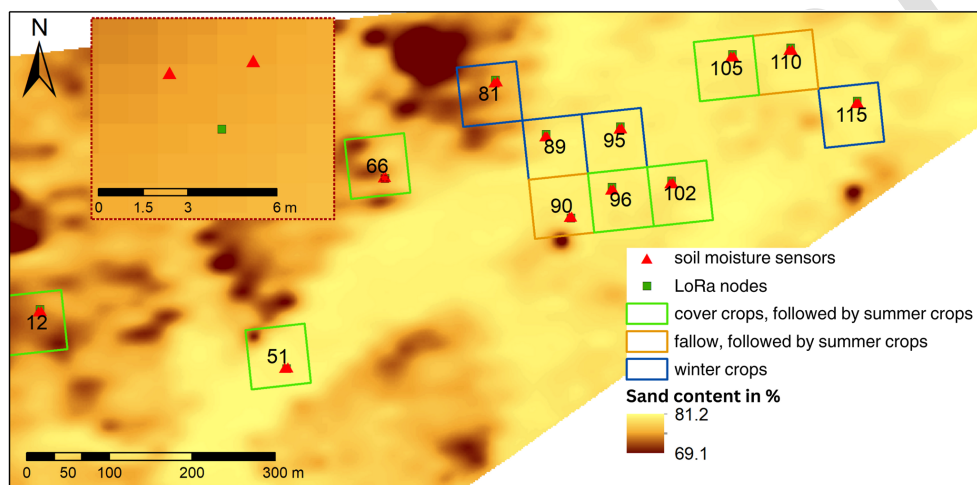 N
0 1.5 3 6 m
81
105
110
115
89
95
66
90
96
102
12
51
soil moisture sensors
LoRa nodes
cover crops, followed by summer crops
fallow, followed by summer crops
winter crops
Sand content in %
81.2
69.1
0 50 100 200 300 m